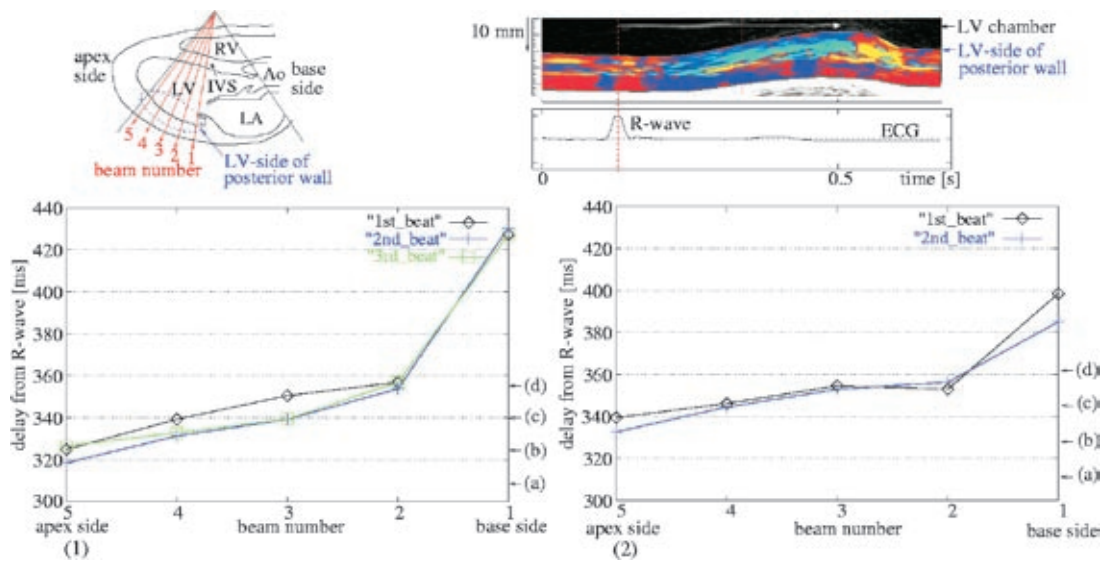 RV
apex side
Ao
base side
LV
IVS
LA
5
4
3
2
1
beam number
LV-side of
posterior wall
10 mm
LV chamber
LV-side of
posterior wall
R-wave
ECG
0
0.5
time [s]
440
420
400
380
360
340
320
300
delay from R-wave [ms]
"1st_beat"
"2nd_beat"
"3rd_beat"
(d)
(c)
(b)
(a)
5
4
3
2
1
apex side
beam number
base side
(1)
440
420
400
380
360
340
320
300
delay from R-wave [ms]
"1st_beat"
"2nd_beat"
(d)
(c)
(b)
(a)
5
4
3
2
1
apex side
beam number
base side
(2)